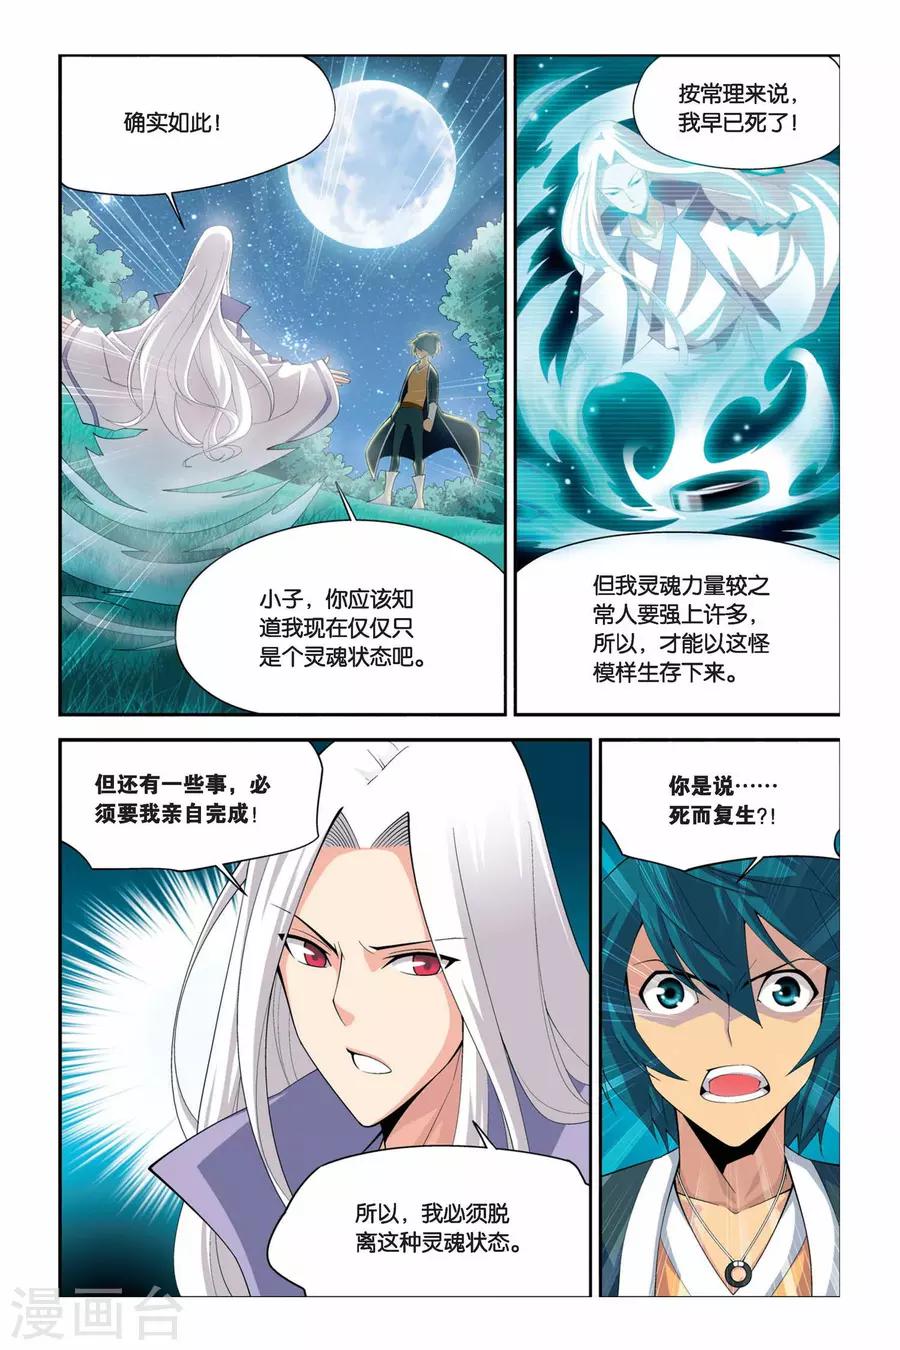 确实如此！
小子，你应该知
道我现在仅仅只
是个灵魂状态吧。
按常理来说，
我早已死了！
但我灵魂力量较之
常人要强上许多，
所以，才能以这怪
模样生存下来。
但还有一些事，必
须要我亲自完成！
所以，我必须脱
离这种灵魂状态。
你是说……
死而复生？！
漫画台